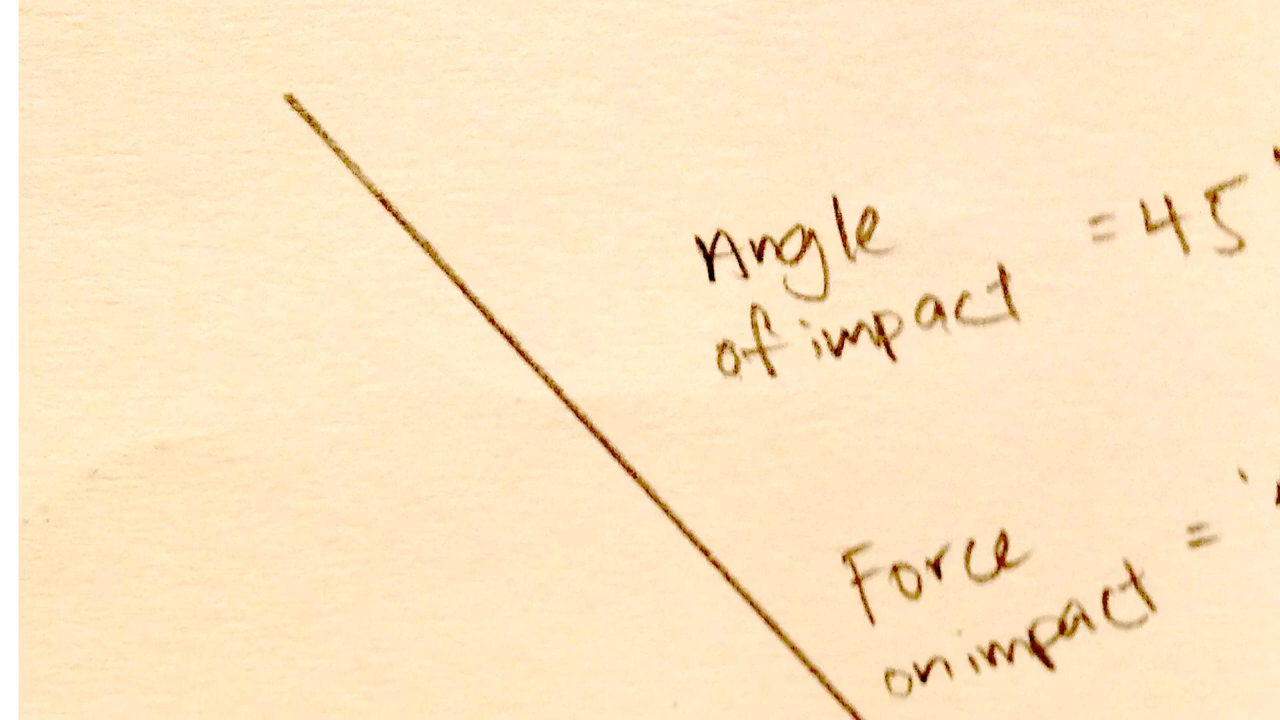 Angle = 45
of impact
Force =
on impact